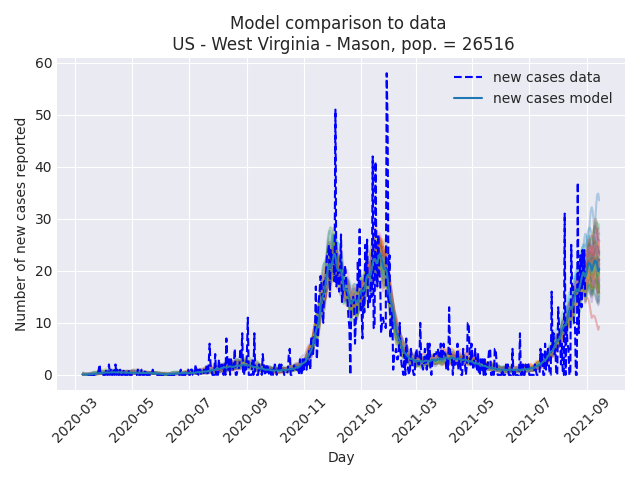 Model comparison to data
US - West Virginia - Mason, pop. = 26516
new cases data
new cases model
Number of new cases reported
60
50
40
30
20
10
0
2020-03
2020-05
2020-07
2020-09
2020-11
2021-01
2021-03
2021-05
2021-07
2021-09
Day